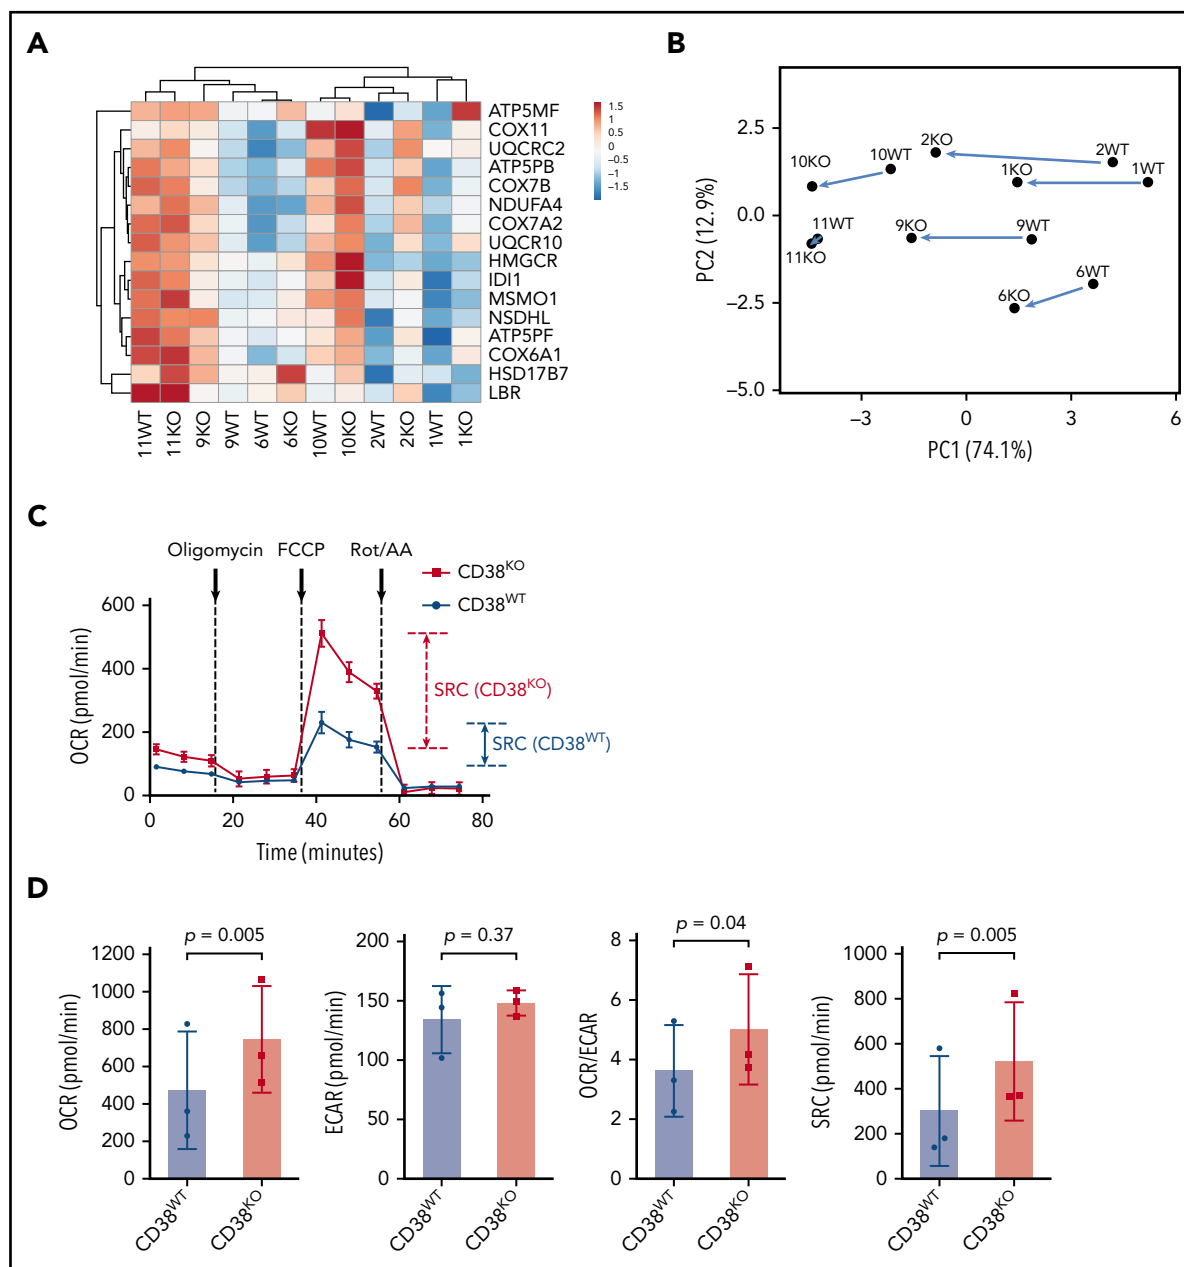 A
ATP5MF
COX11
UQCRC2
ATP5PB
COX7B
NDUFA4
COX7A2
UQCR10
HMGCR
IDI1
MSMO1
NSDHL
ATP5PF
COX6A1
HSD17B7
LBR
1.5
1
0.5
0
−0.5
−1
−1.5
11WT 11KO 9KO 9WT 6WT 6KO 10WT 10KO 2WT 2KO 1WT 1KO
B
PC2 (12.9%)
2.5
0.0
−2.5
−5.0
10KO 10WT 2KO 2WT
1KO 1WT
11WT 9KO 9WT
11KO
6KO 6WT
−3 0 3 6
PC1 (74.1%)
C
Oligomycin FCCP Rot/AA
CD38KO
CD38WT
OCR (pmol/min)
600
400
200
0
SRC (CD38KO)
SRC (CD38WT)
0 20 40 60 80
Time (minutes)
D
p = 0.005
OCR (pmol/min)
1200
1000
800
600
400
200
0
CD38WT CD38KO
p = 0.37
ECAR (pmol/min)
200
150
100
50
0
CD38WT CD38KO
p = 0.04
OCR/ECAR
8
6
4
2
0
CD38WT CD38KO
p = 0.005
SRC (pmol/min)
1000
800
600
400
200
0
CD38WT CD38KO